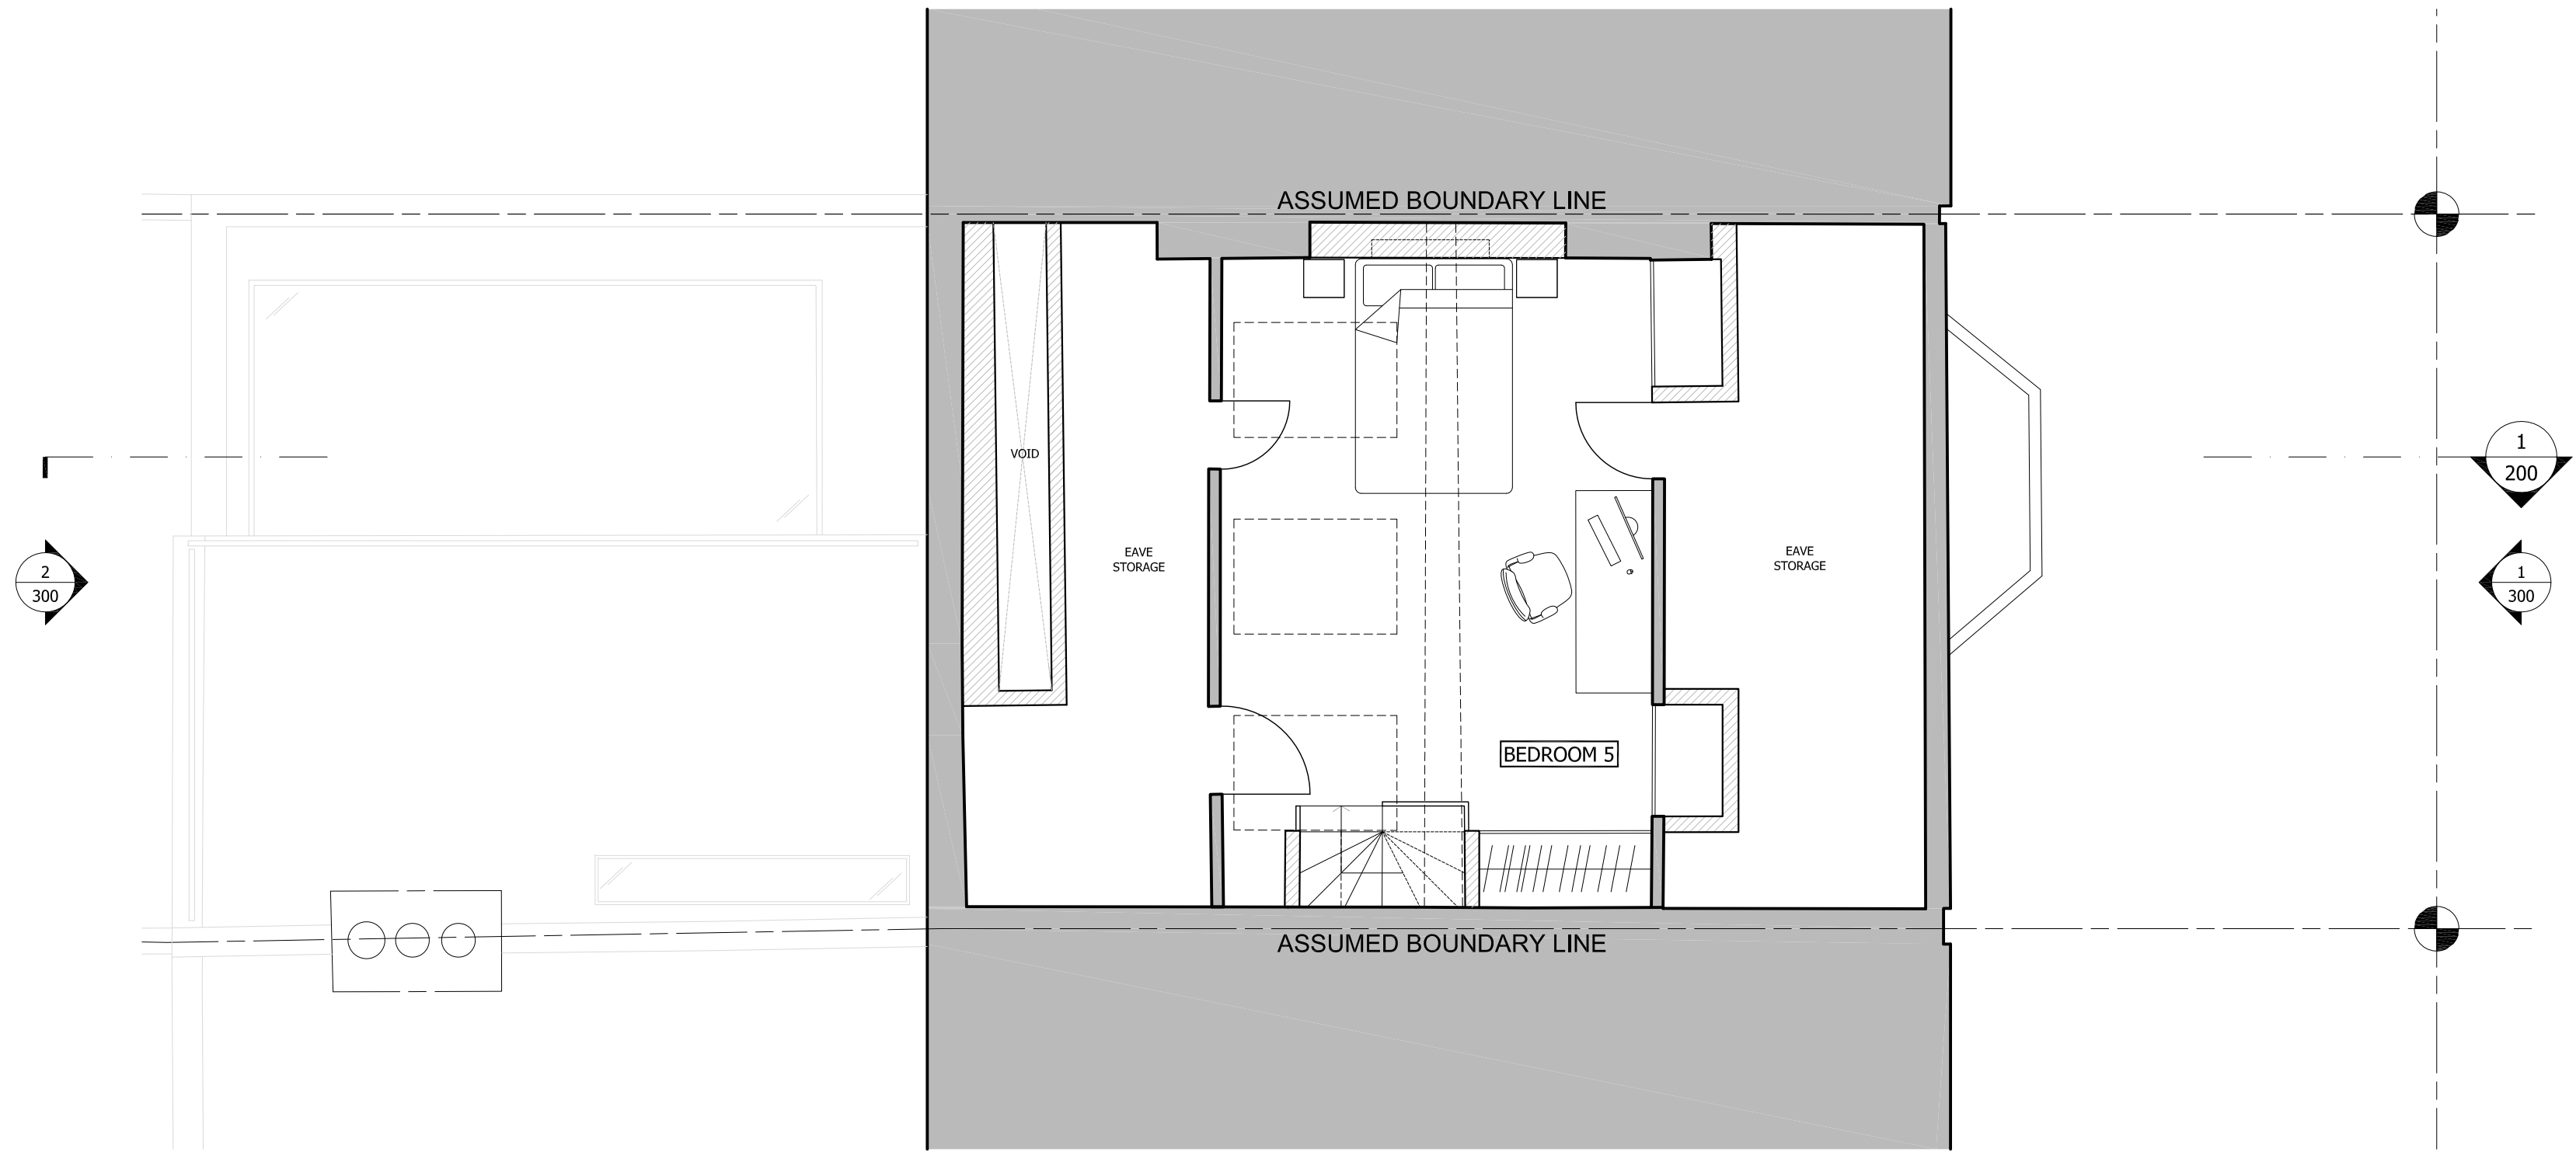 ASSUMED BOUNDARY LINE
VOID
1
200
EAVE
STORAGE
EAVE
STORAGE
2
300
1
300
BEDROOM 5
ASSUMED BOUNDARY LINE